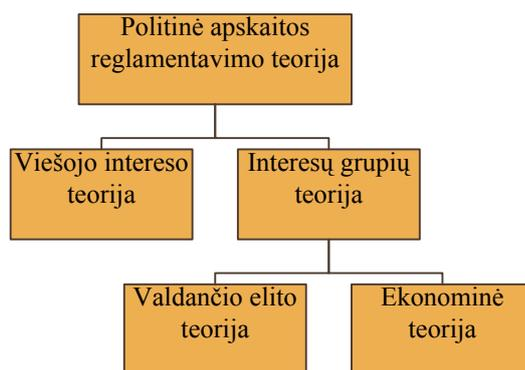 Politinė apskaitos
reglamentavimo teorija
Viešojo intereso
teorija
Interesų grupių
teorija
Valdančio elito
teorija
Ekonominė
teorija